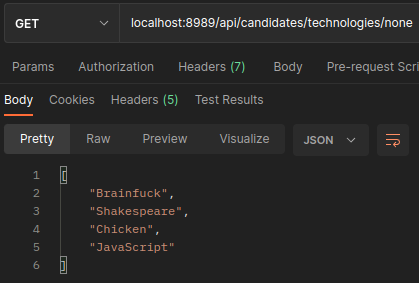 GET localhost:8989/api/candidates/technologies/none
Params Authorization Headers (7) Body Pre-request Scri
Body Cookies Headers (5) Test Results
Pretty Raw Preview Visualize JSON
1 [
2 "Brainfuck",
3 "Shakespeare",
4 "Chicken",
5 "JavaScript"
6 ]